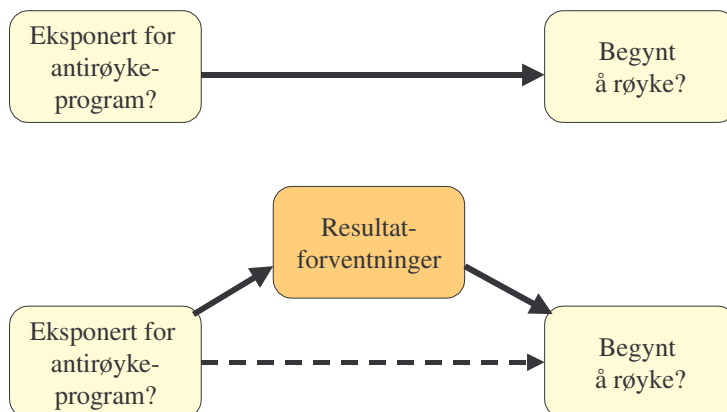 Eksponert for
antirøyke-
program?
Begynt
å røyke?
Resultat-
forventninger
Eksponert for
antirøyke-
program?
Begynt
å røyke?